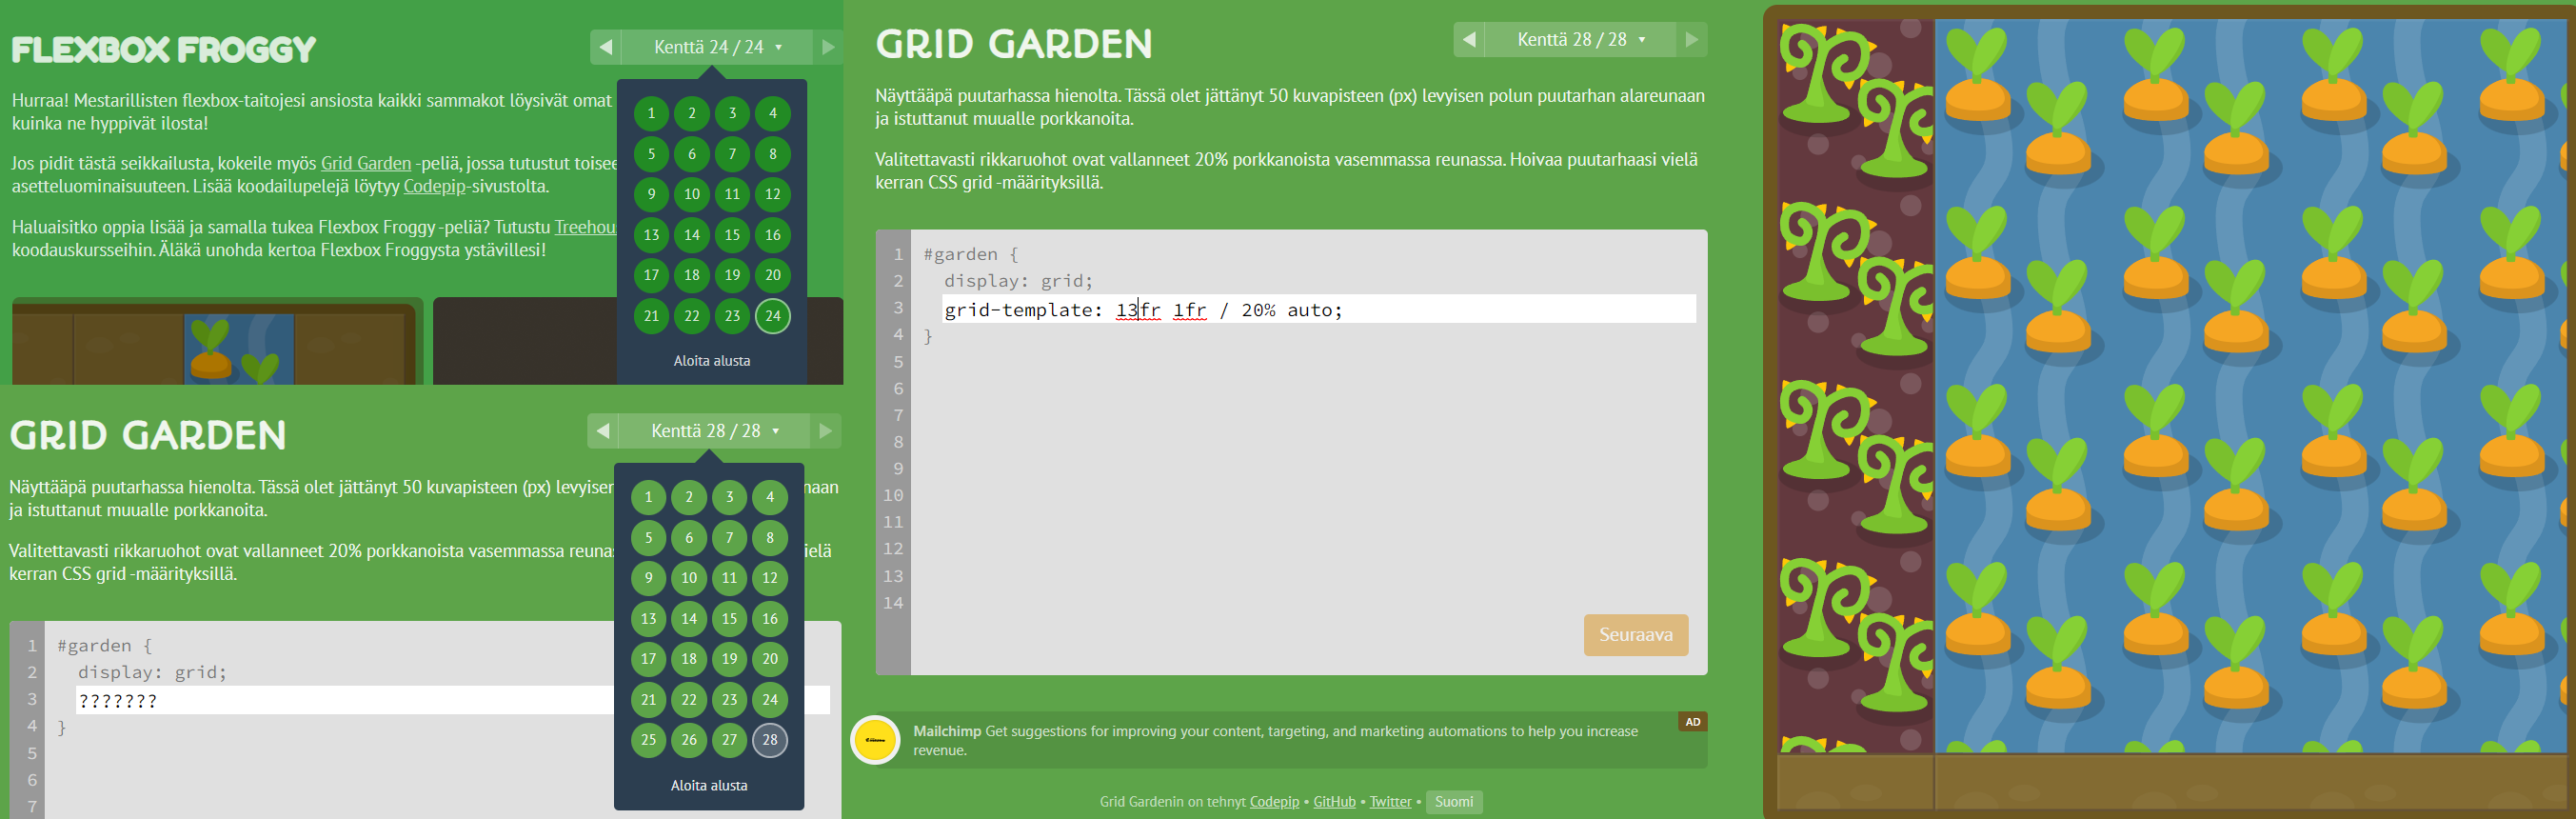 FLEXBOX FROGGY
Kenttä 24 / 24
Hurraa! Mestarillisten flexbox-taitojesi ansiosta kaikki sammakot löysivät omat
kuinka ne hyppivät ilosta!
Jos pidit tästä seikkailusta, kokeile myös Grid Garden -peliä, jossa tutustut
asetteluominaisuuteen. Lisää koodailupelejä löytyy Codepip-sivustolta.
Haluaisitko oppia lisää ja samalla tukea Flexbox Froggy -peliä? Tutustu
koodauskursseihin. Äläkä unohda kertoa Flexbox Froggysta ystävillesi!
1 2 3 4
5 6 7 8
9 10 11 12
13 14 15 16
17 18 19 20
21 22 23 24
Aloita alusta
GRID GARDEN
Kenttä 28 / 28
Näyttääpä puutarhassa hienolta. Tässä olet jättänyt 50 kuvapisteen (px)
ja istuttanut muualle porkkanoita.
Valitettavasti rikkaruohot ovat vallanneet 20% porkkanoista vasemmassa
kerran CSS grid -määrityksillä.
1 #garden {
2 display: grid;
3 ???????
4 }
5
6
7
1 2 3 4
5 6 7 8
9 10 11 12
13 14 15 16
17 18 19 20
21 22 23 24
25 26 27 28
Aloita alusta
GRID GARDEN
Kenttä 28 / 28
Näyttääpä puutarhassa hienolta. Tässä olet jättänyt 50 kuvapisteen (px) levyisen polun puutarhan alareunaan
ja istuttanut muualle porkkanoita.
Valitettavasti rikkaruohot ovat vallanneet 20% porkkanoista vasemmassa reunassa. Hoivaa puutarhaasi vielä
kerran CSS grid -määrityksillä.
1 #garden {
2 display: grid;
3 grid-template: 13fr 1fr / 20% auto;
4 }
5
6
7
8
9
10
11
12
13
14
Seuraava
Mailchimp Get suggestions for improving your content, targeting, and marketing automations to help you increase
revenue.
AD
Grid Gardenin on tehnyt Codepip • GitHub • Twitter • Suomi